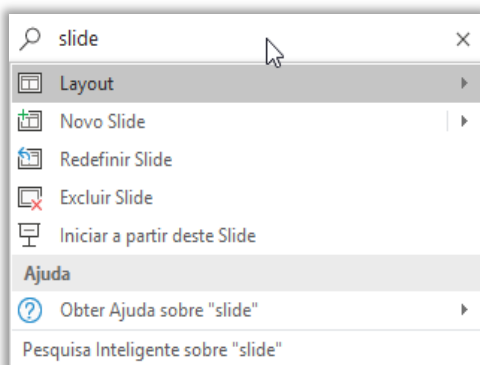 slide
Layout
Novo Slide
Redefinir Slide
Excluir Slide
Iniciar a partir deste Slide
Ajuda
Obter Ajuda sobre "slide"
Pesquisa Inteligente sobre "slide"